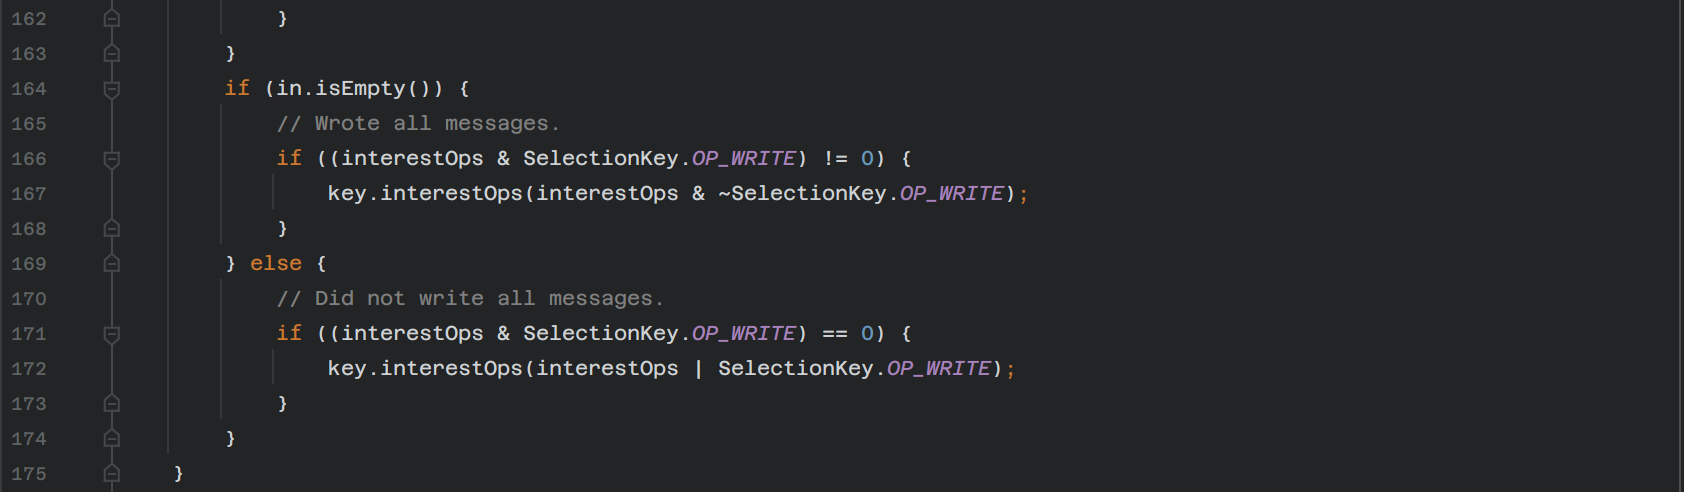 162 }
163 }
164 if (in.isEmpty()) {
165 // Wrote all messages.
166 if ((interestOps & SelectionKey.OP_WRITE) != 0) {
167 key.interestOps(interestOps & ~SelectionKey.OP_WRITE);
168 }
169 } else {
170 // Did not write all messages.
171 if ((interestOps & SelectionKey.OP_WRITE) == 0) {
172 key.interestOps(interestOps | SelectionKey.OP_WRITE);
173 }
174 }
175 }